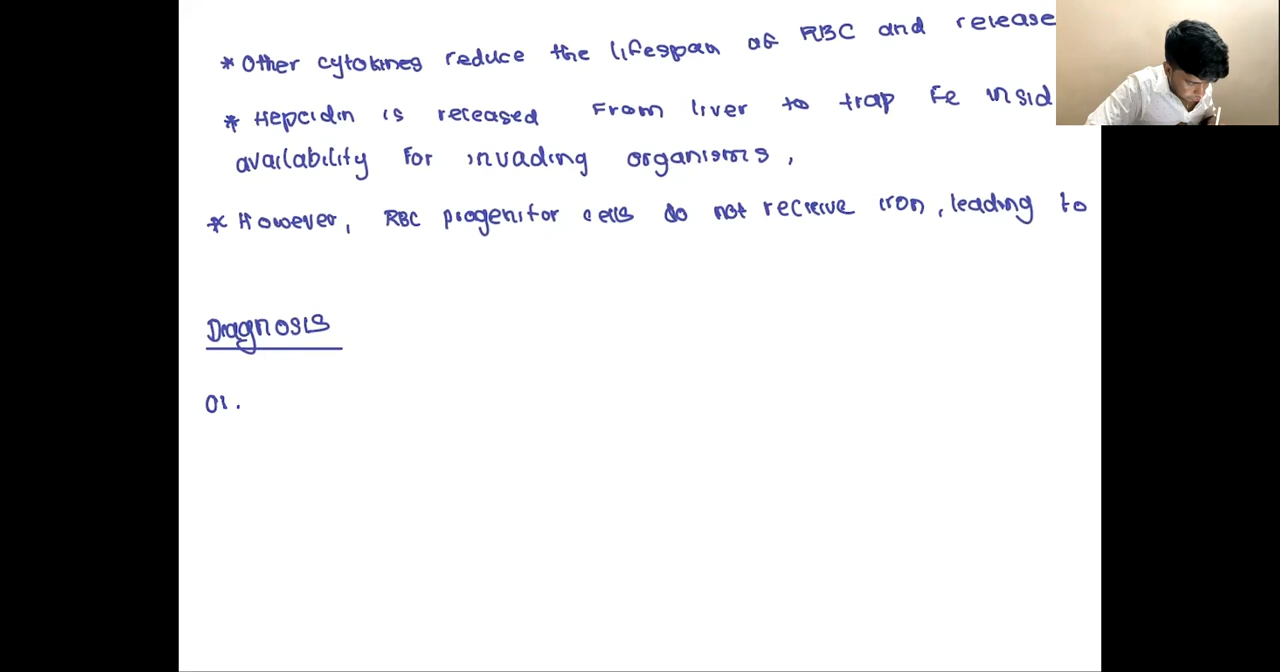 * Other cytokines reduce the lifespan of RBC and release
* Hepcidin is released From liver to trap Fe insid
availability for invading organisms,
* However, RBC progenitor cells do not recieve iron, leading to
Diagnosis
01.